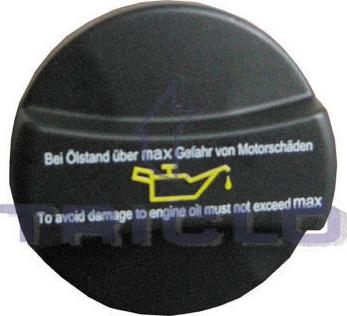 Bei Ölstand über max Gefahr von Motorschäden
To avoid damage to engine oil must not exceed max
TRICLO